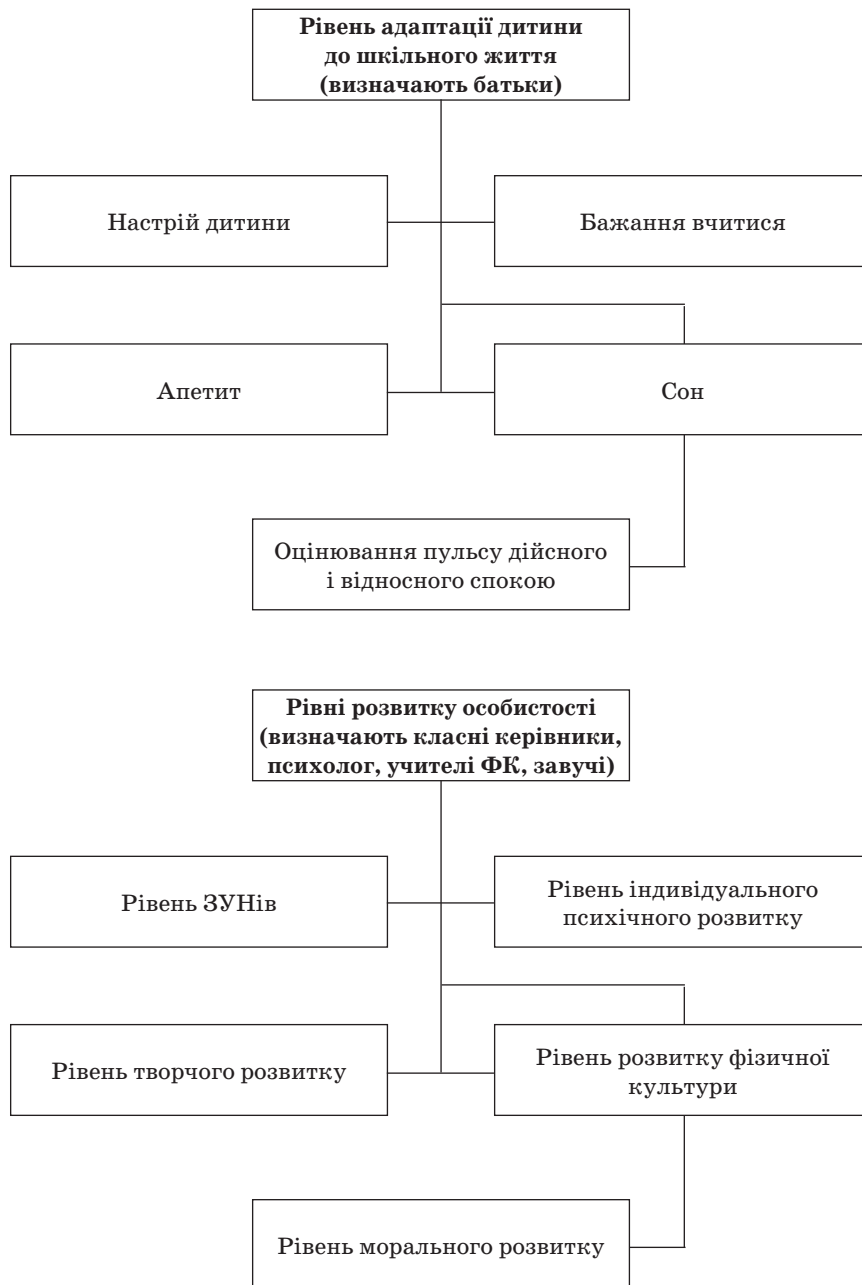 Рівень адаптації дитини
до шкільного життя
(визначають батьки)
Настрій дитини
Бажання вчитися
Апетит
Сон
Оцінювання пульсу дійсного
і відносного спокою
Рівні розвитку особистості
(визначають класні керівники,
психолог, учителі ФК, завучі)
Рівень ЗУНів
Рівень індивідуального
психічного розвитку
Рівень творчого розвитку
Рівень розвитку фізичної
культури
Рівень морального розвитку